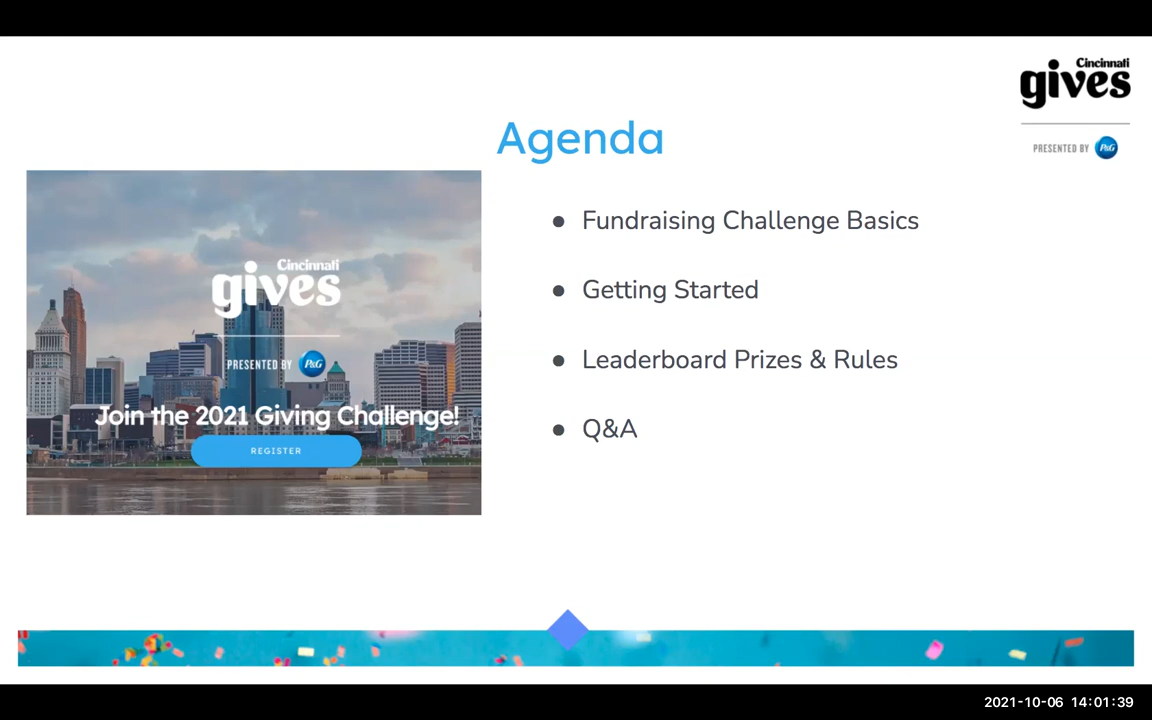 Cincinnati
gives
PRESENTED BY P&G
Agenda
Cincinnati
gives
PRESENTED BY P&G
Join the 2021 Giving Challenge!
REGISTER
• Fundraising Challenge Basics
• Getting Started
• Leaderboard Prizes & Rules
• Q&A
2021-10-06 14:01:39